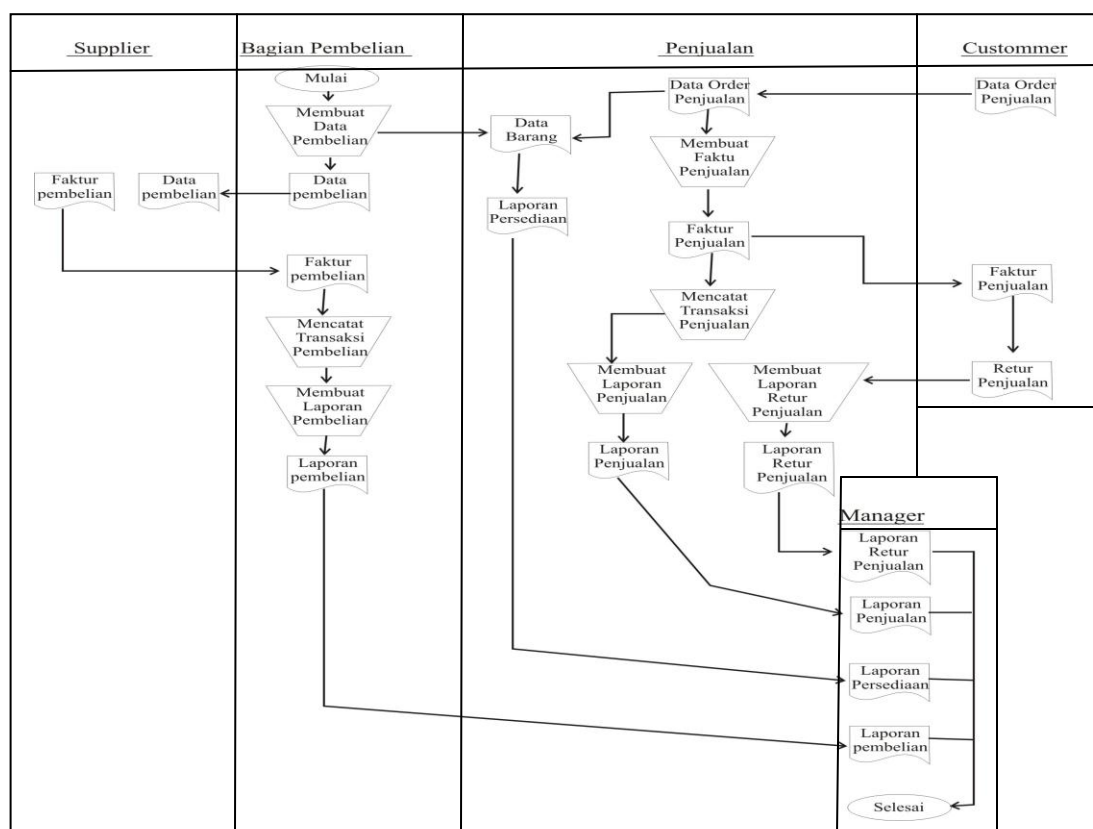 Supplier
Bagian Pembelian
Penjualan
Custommer
Mulai
Membuat
Data
Pembelian
Data
pembelian
Data
pembelian
Faktur
pembelian
Faktur
pembelian
Mencatat
Transaksi
Pembelian
Membuat
Laporan
Pembelian
Laporan
pembelian
Data
Barang
Laporan
Persediaan
Data Order
Penjualan
Membuat
Faktu
Penjualan
Faktur
Penjualan
Mencatat
Transaksi
Penjualan
Membuat
Laporan
Penjualan
Laporan
Penjualan
Membuat
Laporan
Retur
Penjualan
Laporan
Retur
Penjualan
Data Order
Penjualan
Faktur
Penjualan
Retur
Penjualan
Manager
Laporan
Retur
Penjualan
Laporan
Penjualan
Laporan
Persediaan
Laporan
pembelian
Selesai